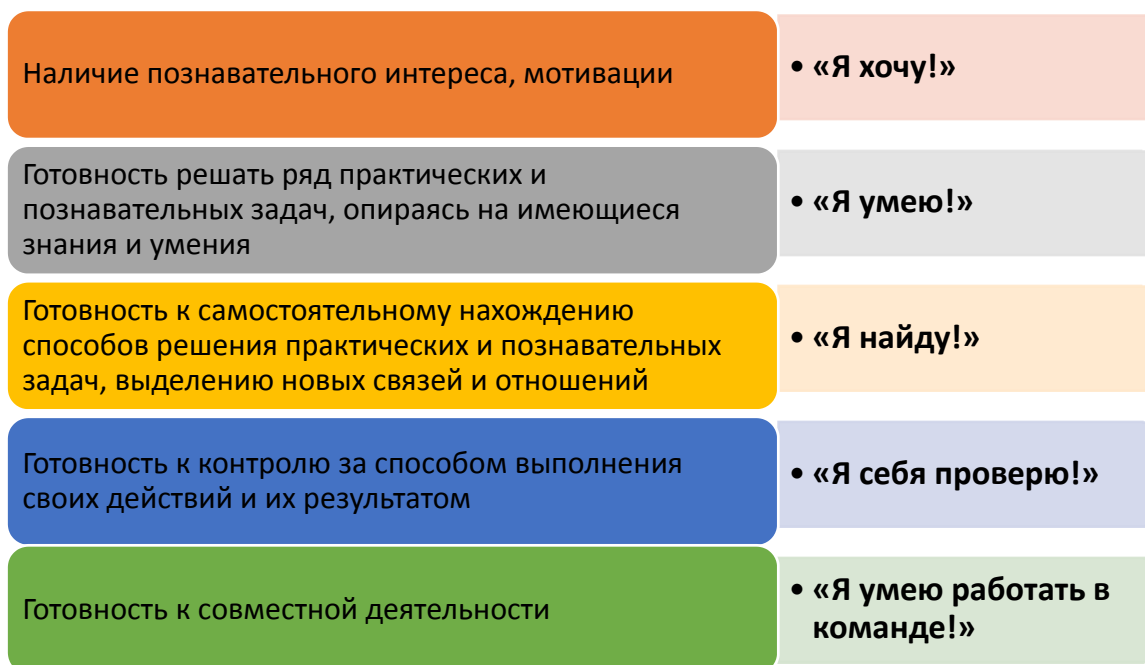 Наличие познавательного интереса, мотивации
• «Я хочу!»
Готовность решать ряд практических и
познавательных задач, опираясь на имеющиеся
знания и умения
• «Я умею!»
Готовность к самостоятельному нахождению
способов решения практических и познавательных
задач, выделению новых связей и отношений
• «Я найду!»
Готовность к контролю за способом выполнения
своих действий и их результатом
• «Я себя проверю!»
Готовность к совместной деятельности
• «Я умею работать в
команде!»